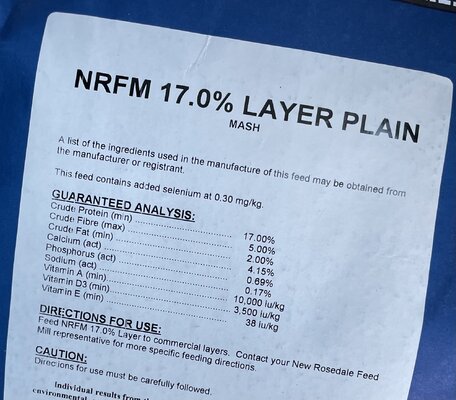 NRFM 17.0% LAYER PLAIN
MASH
A list of the ingredients used in the manufacture of this feed may be obtained from
the manufacturer or registrant.
This feed contains added selenium at 0.30 mg/kg.
GUARANTEED ANALYSIS:
Crude Protein (min) 17.00%
Crude Fibre (max) 5.00%
Crude Fat (min) 2.00%
Calcium (act) 4.15%
Phosphorus (act) 0.69%
Sodium (act) 0.17%
Vitamin A (min) 10,000 iu/kg
Vitamin D3 (min) 3,500 iu/kg
Vitamin E (min) 38 iu/kg
DIRECTIONS FOR USE:
Feed NRFM 17.0% Layer to commercial layers. Contact your New Rosedale Feed
Mill representative for more specific feeding directions.
CAUTION:
Directions for use must be carefully followed.
Individual results from
environmental